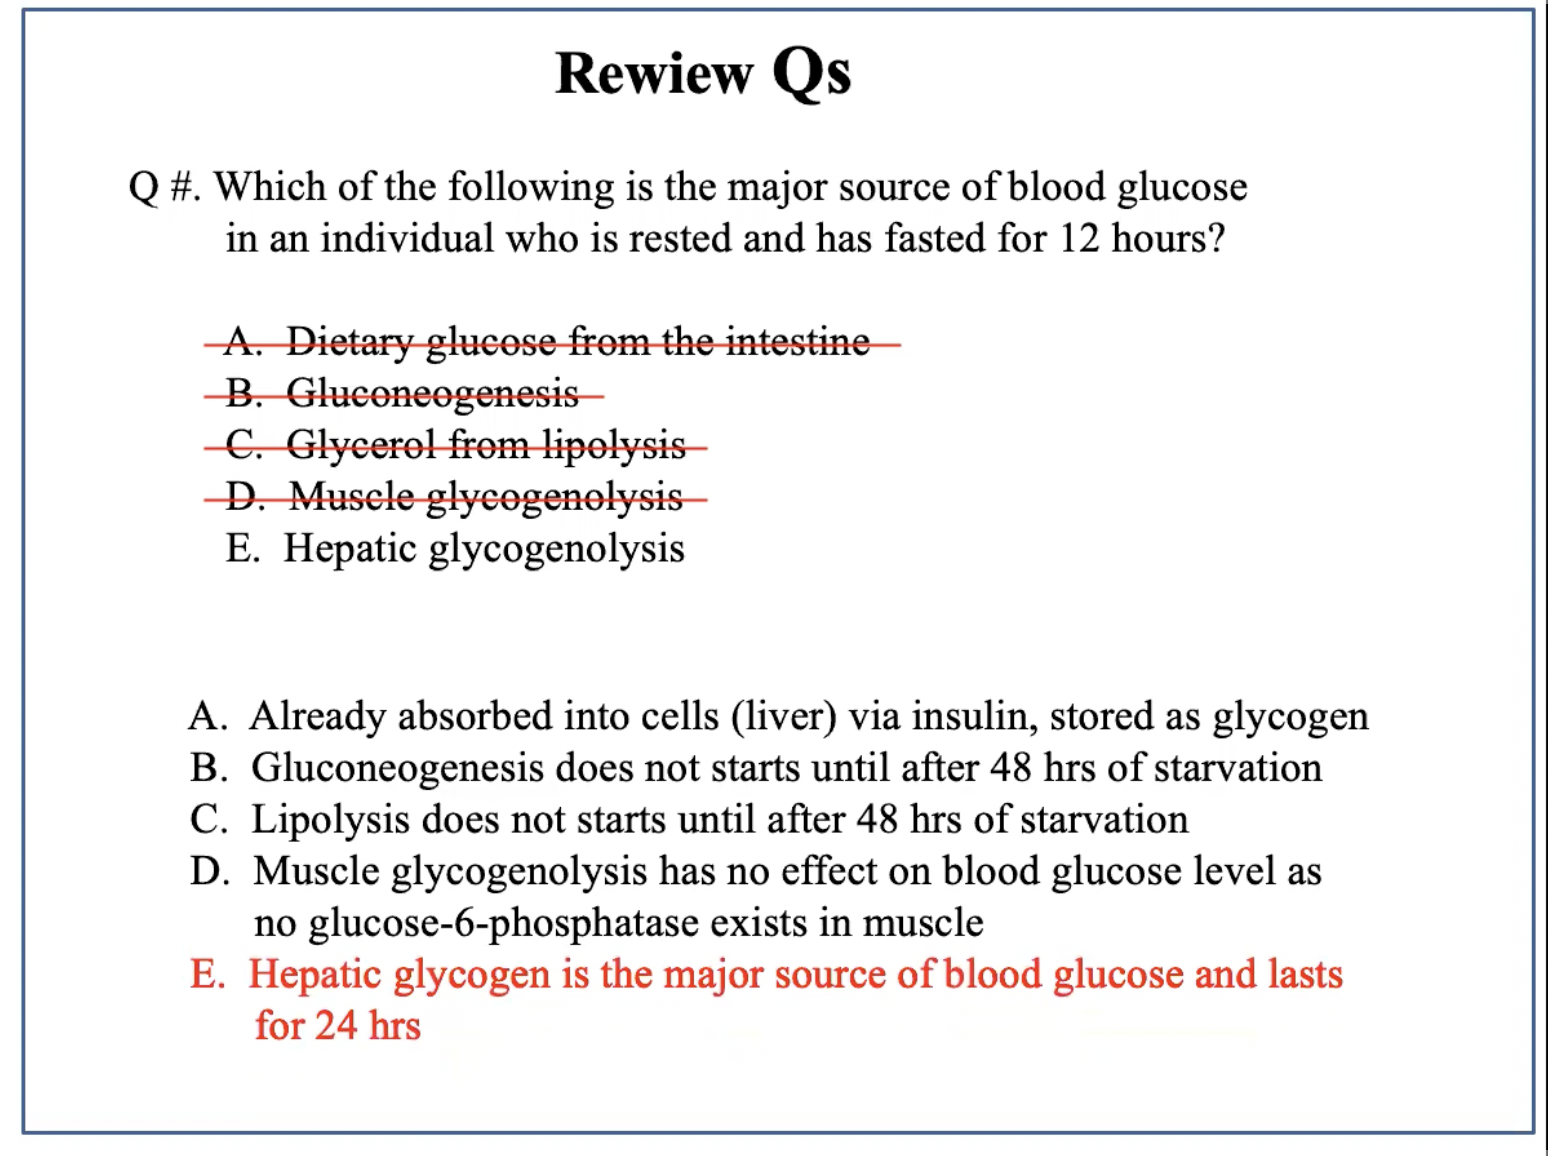 Rewiew Qs
Q #. Which of the following is the major source of blood glucose
in an individual who is rested and has fasted for 12 hours?
A. Dietary glucose from the intestine
B. Gluconeogenesis
C. Glycerol from lipolysis
D. Muscle glycogenolysis
E. Hepatic glycogenolysis
A. Already absorbed into cells (liver) via insulin, stored as glycogen
B. Gluconeogenesis does not starts until after 48 hrs of starvation
C. Lipolysis does not starts until after 48 hrs of starvation
D. Muscle glycogenolysis has no effect on blood glucose level as
no glucose-6-phosphatase exists in muscle
E. Hepatic glycogen is the major source of blood glucose and lasts
for 24 hrs